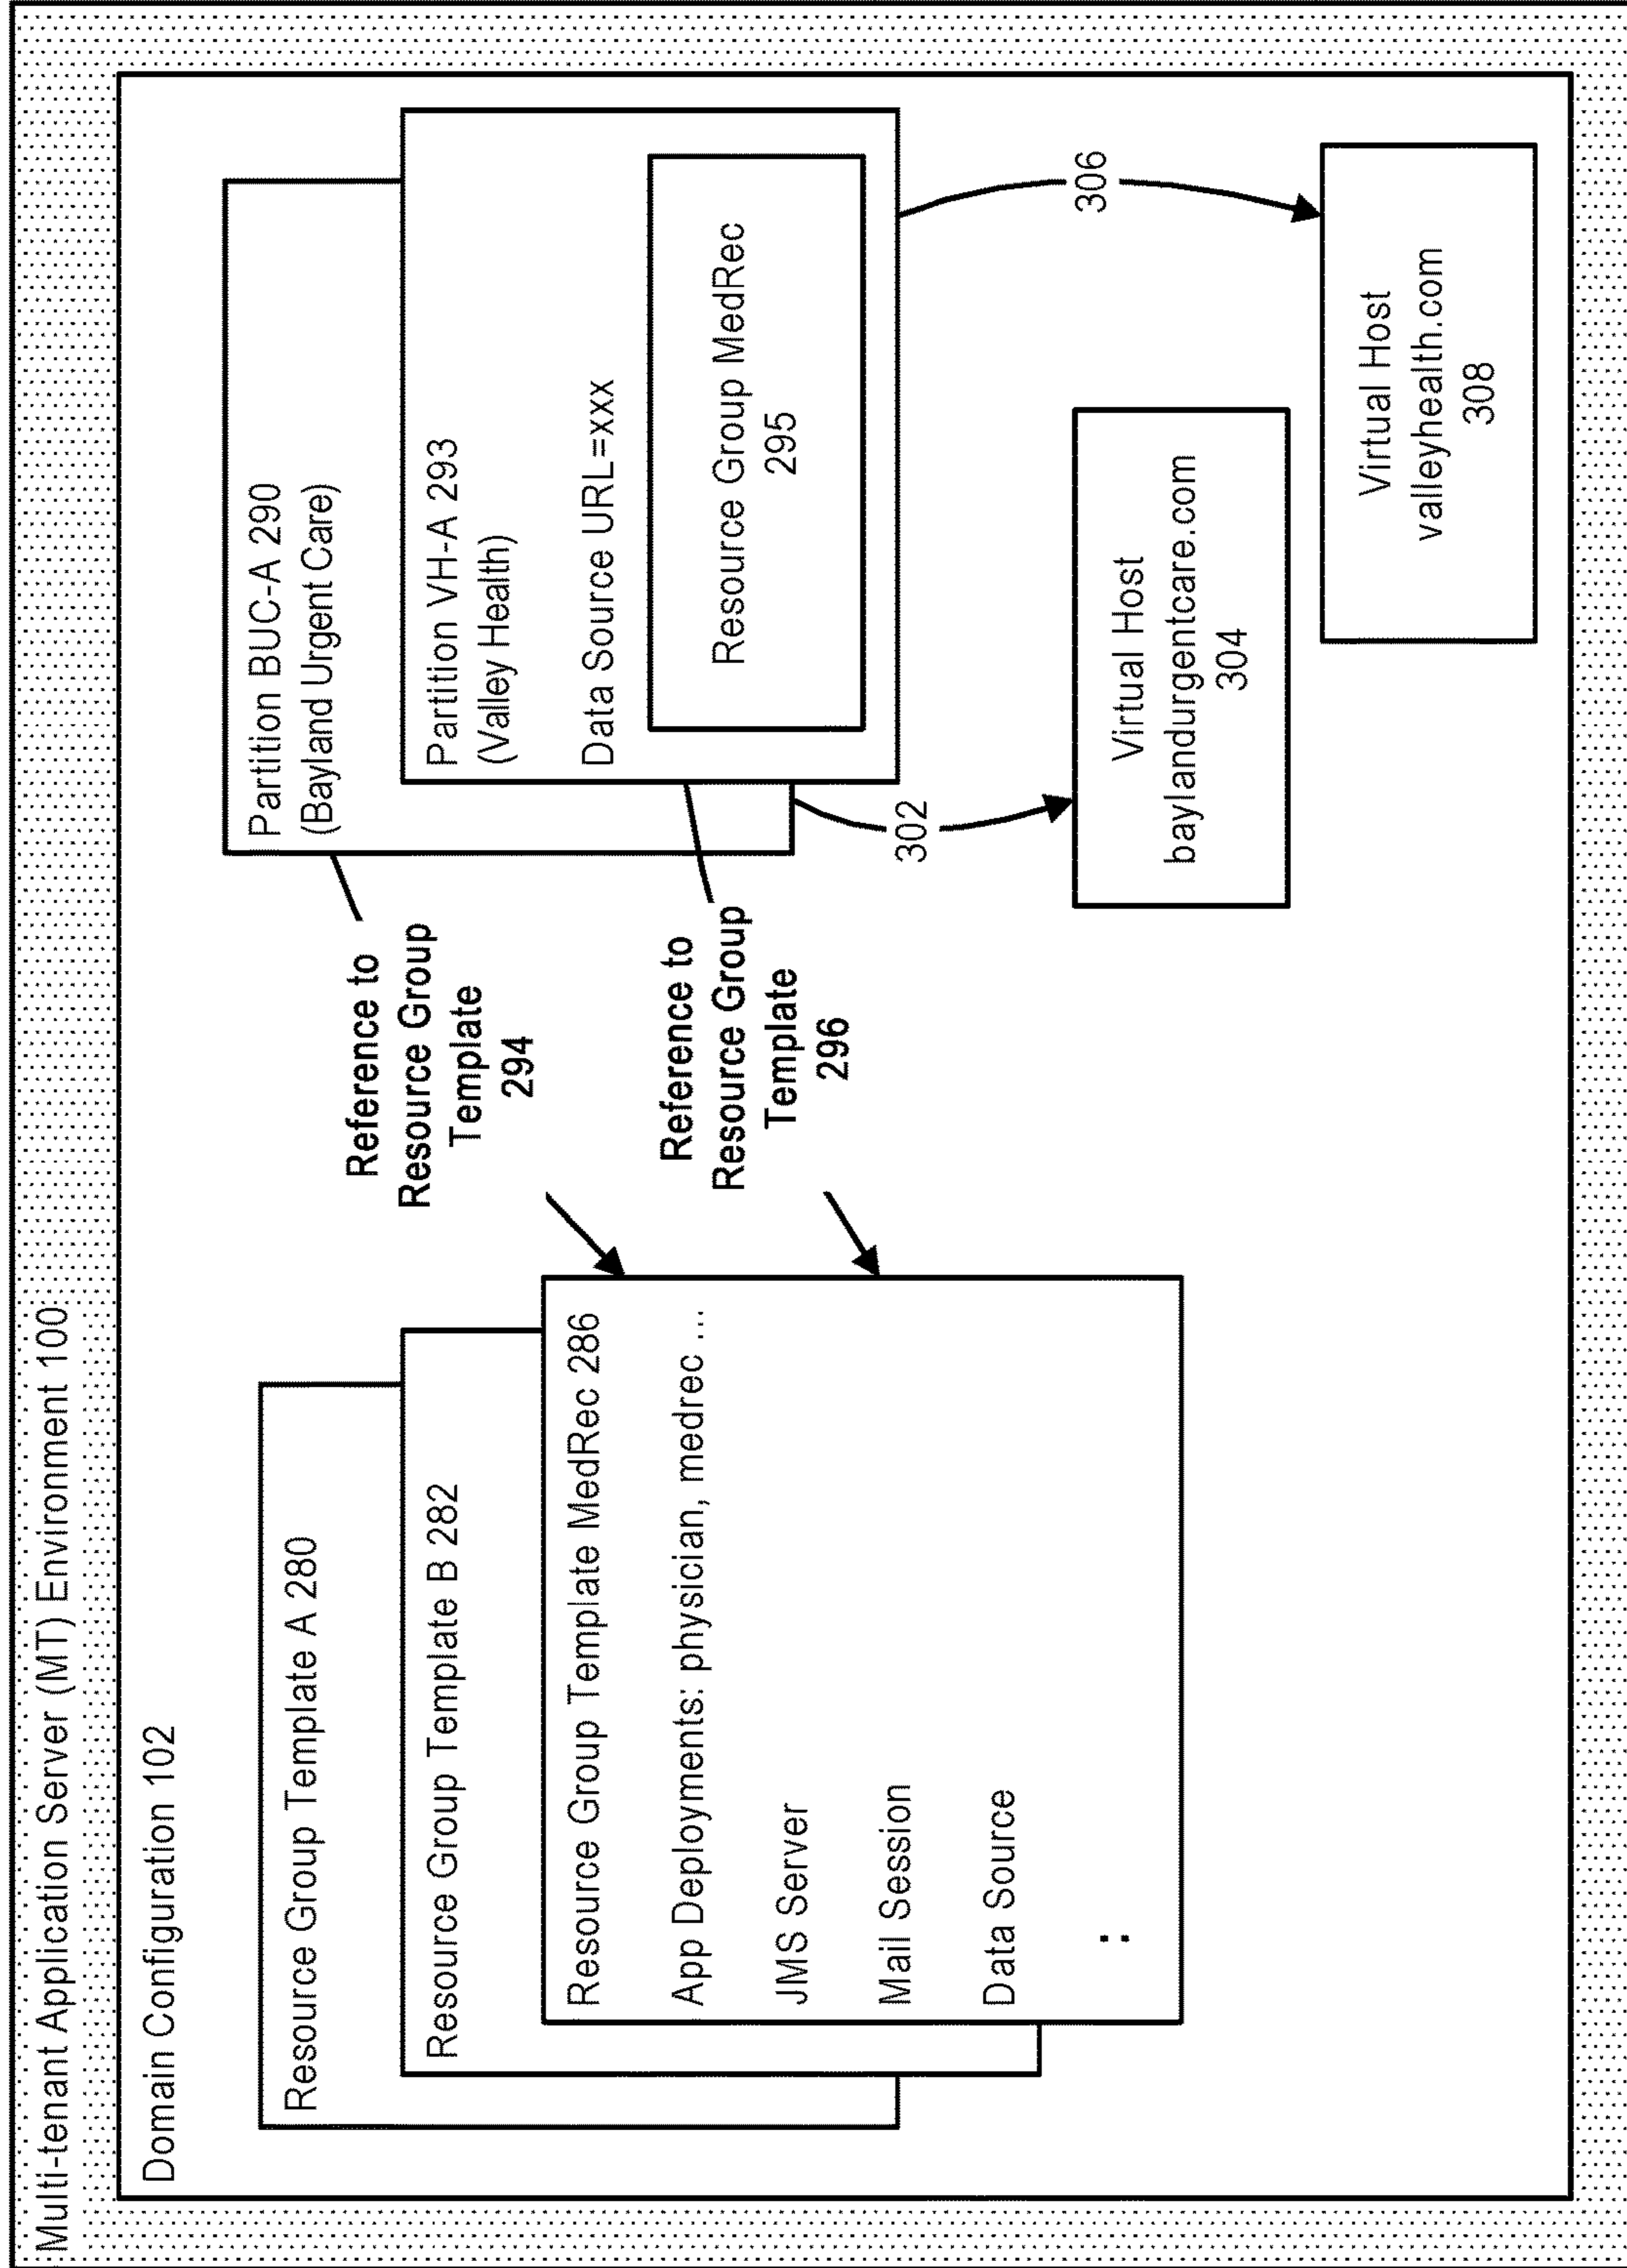 Multi-tenant Application Server (MT) Environment 100
Domain Configuration 102
Resource Group Template A 280
Resource Group Template B 282
Resource Group Template MedRec 286
App Deployments: physician, medrec ...
JMS Server
Mail Session
Data Source
:
Reference to
Resource Group
Template
294
Reference to
Resource Group
Template
296
Partition BUC-A 290
(Bayland Urgent Care)
Partition VH-A 293
(Valley Health)
Data Source URL=xxx
Resource Group MedRec
295
302
306
Virtual Host
baylandurgentcare.com
304
Virtual Host
valleyhealth.com
308